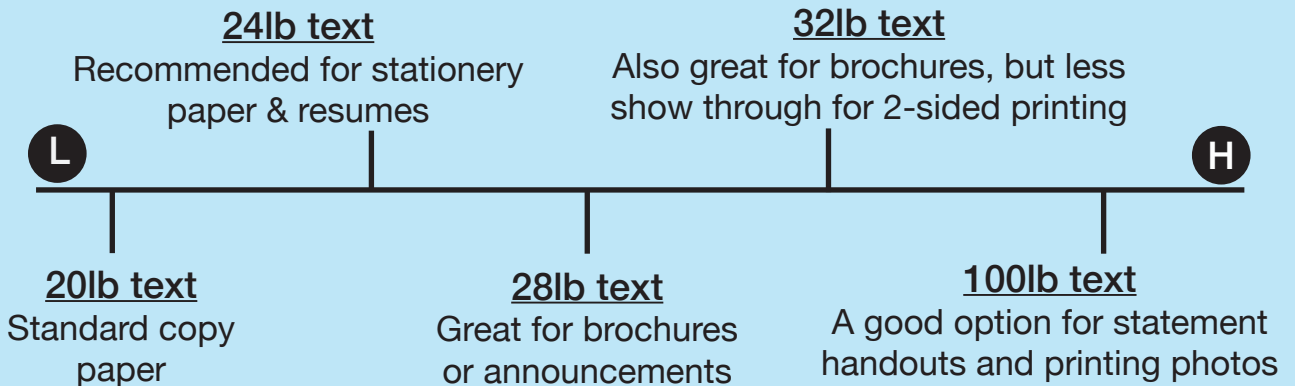 24lb text
Recommended for stationery
paper & resumes
32lb text
Also great for brochures, but less
show through for 2-sided printing
L
H
20lb text
Standard copy
paper
28lb text
Great for brochures
or announcements
100lb text
A good option for statement
handouts and printing photos